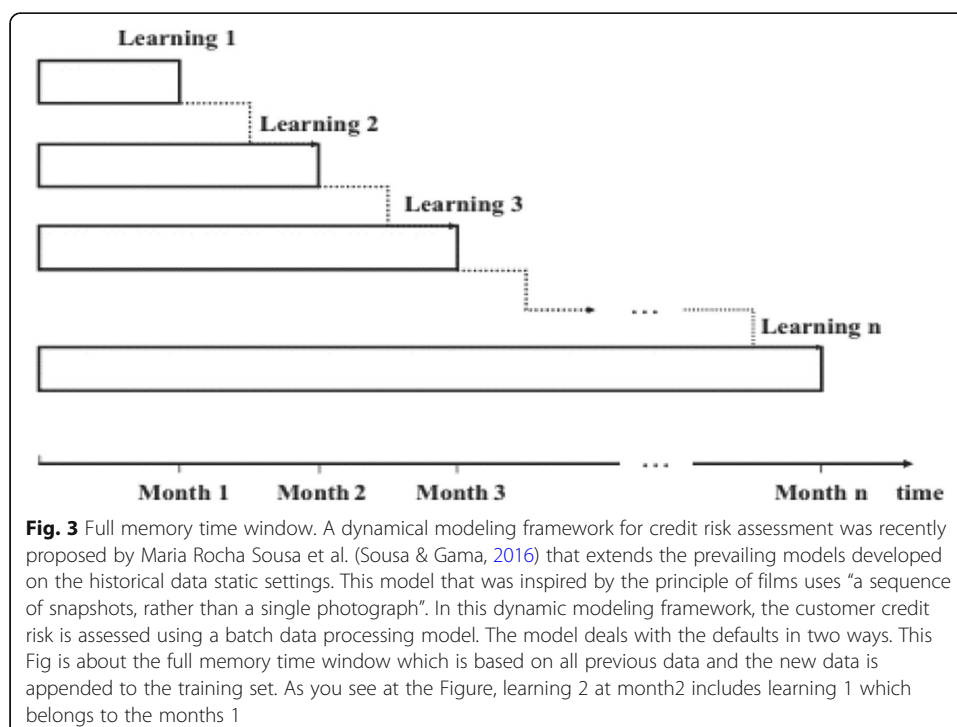 Learning 1
Learning 2
Learning 3
...
Learning n
...
Month 1 Month 2 Month 3 Month n time
Fig. 3 Full memory time window. A dynamical modeling framework for credit risk assessment was recently
proposed by Maria Rocha Sousa et al. (Sousa & Gama, 2016) that extends the prevailing models developed
on the historical data static settings. This model that was inspired by the principle of films uses “a sequence
of snapshots, rather than a single photograph”. In this dynamic modeling framework, the customer credit
risk is assessed using a batch data processing model. The model deals with the defaults in two ways. This
Fig is about the full memory time window which is based on all previous data and the new data is
appended to the training set. As you see at the Figure, learning 2 at month2 includes learning 1 which
belongs to the months 1